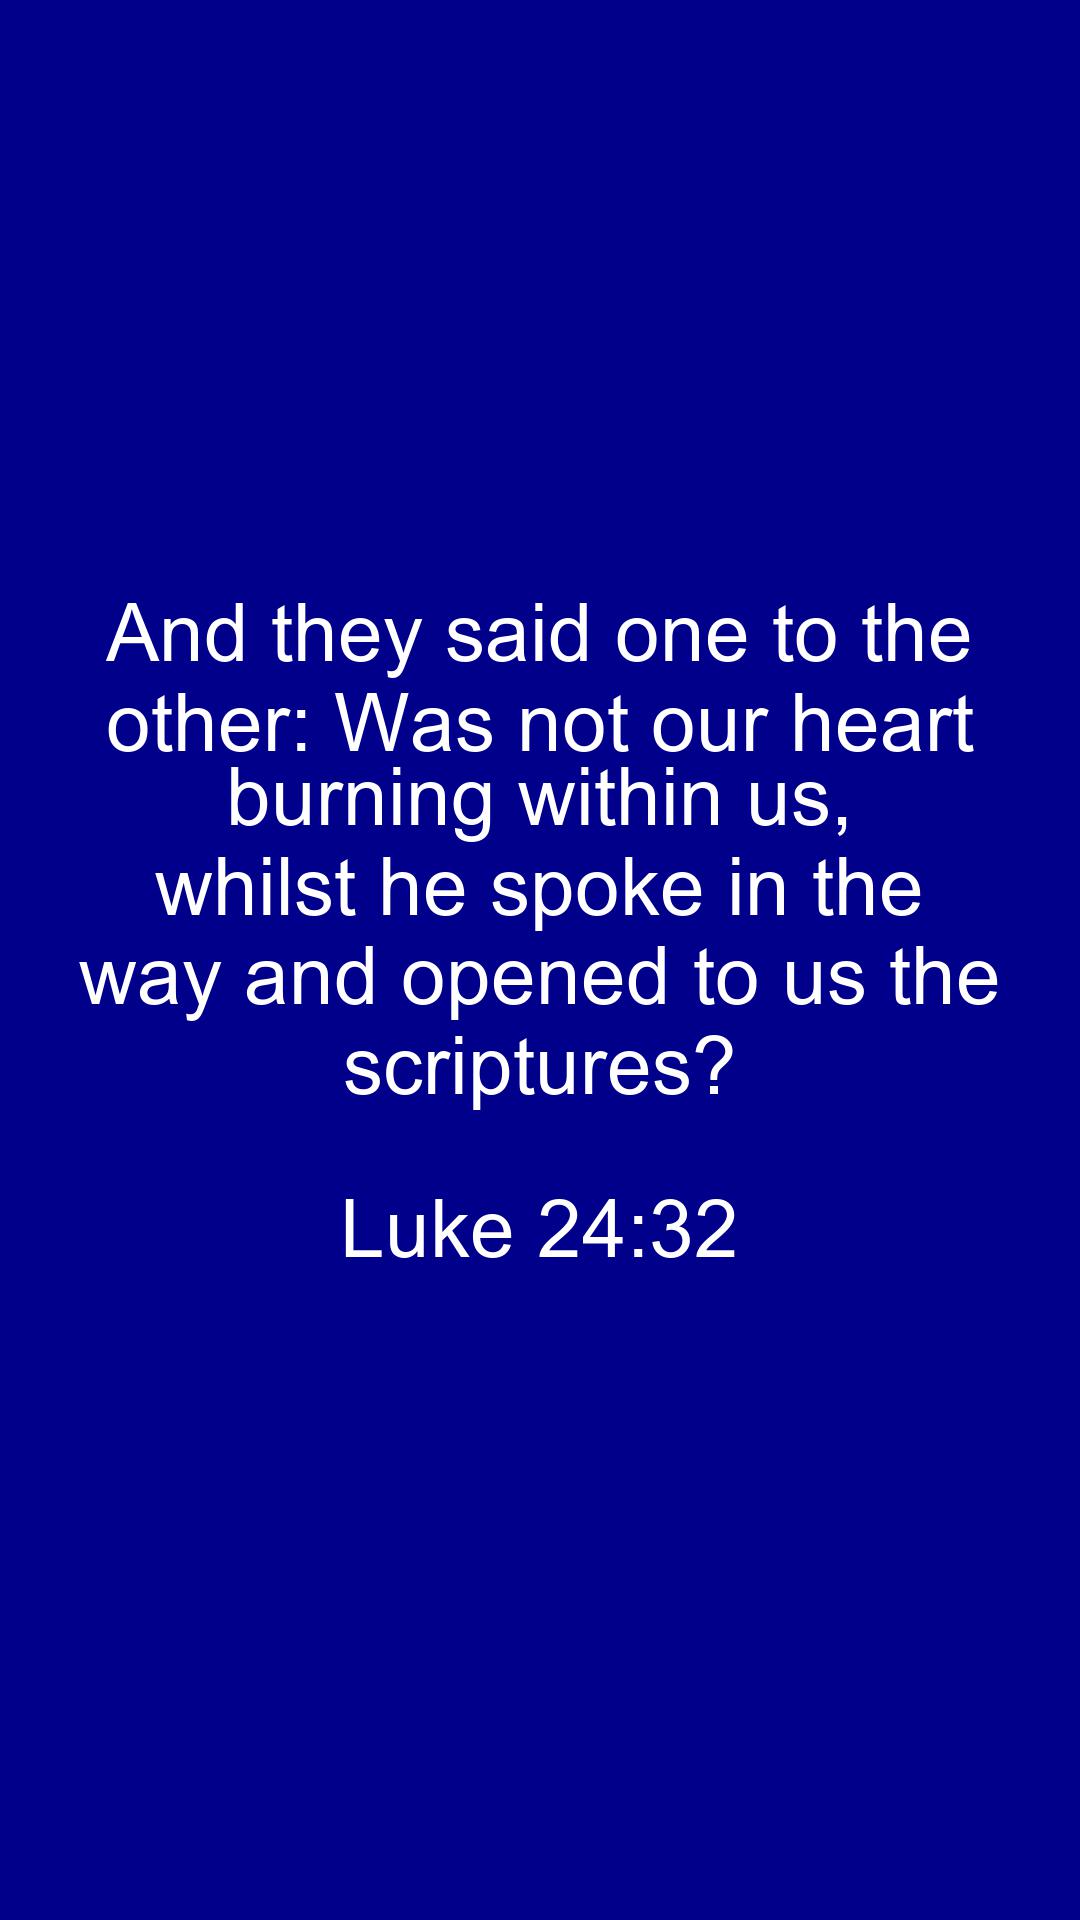 And they said one to the
other: Was not our heart
burning within us,
whilst he spoke in the
way and opened to us the
scriptures?
Luke 24:32